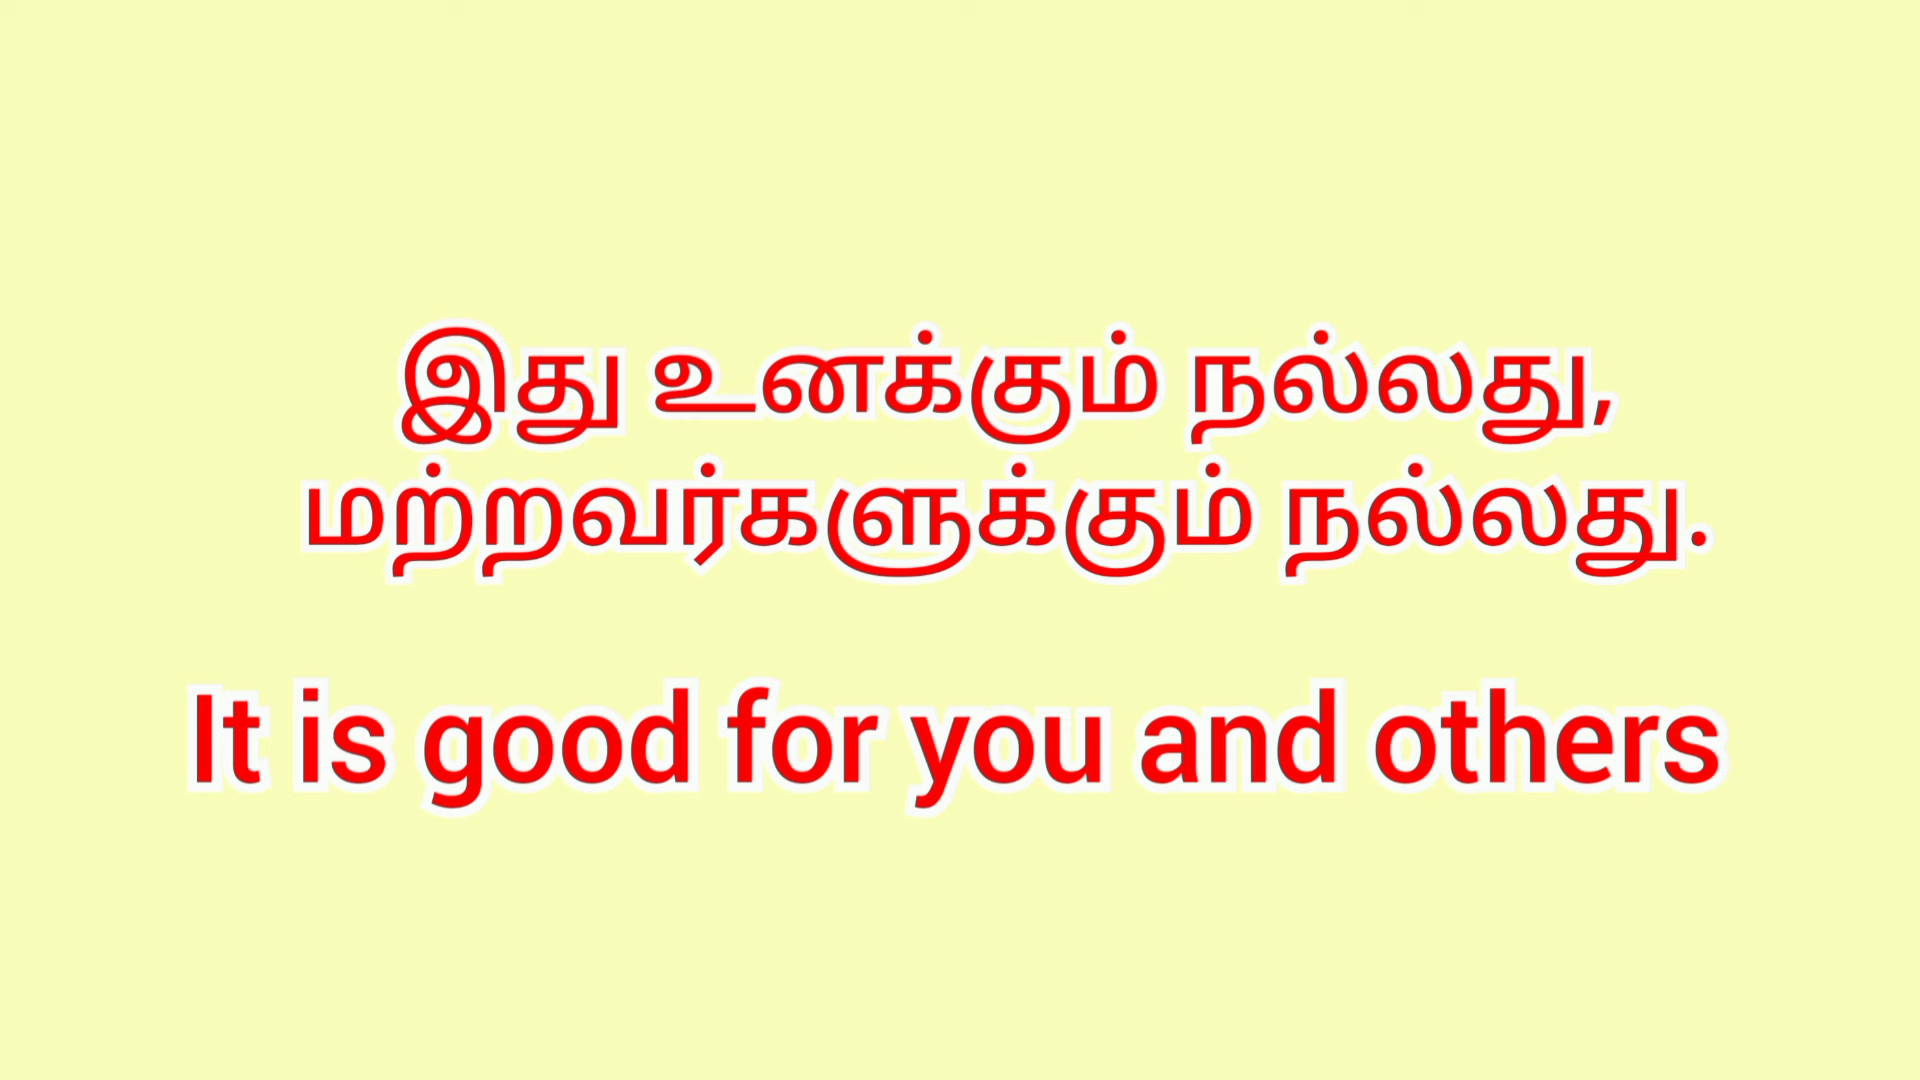 இது உனக்கும் நல்லது,
மற்றவர்களுக்கும் நல்லது.
It is good for you and others